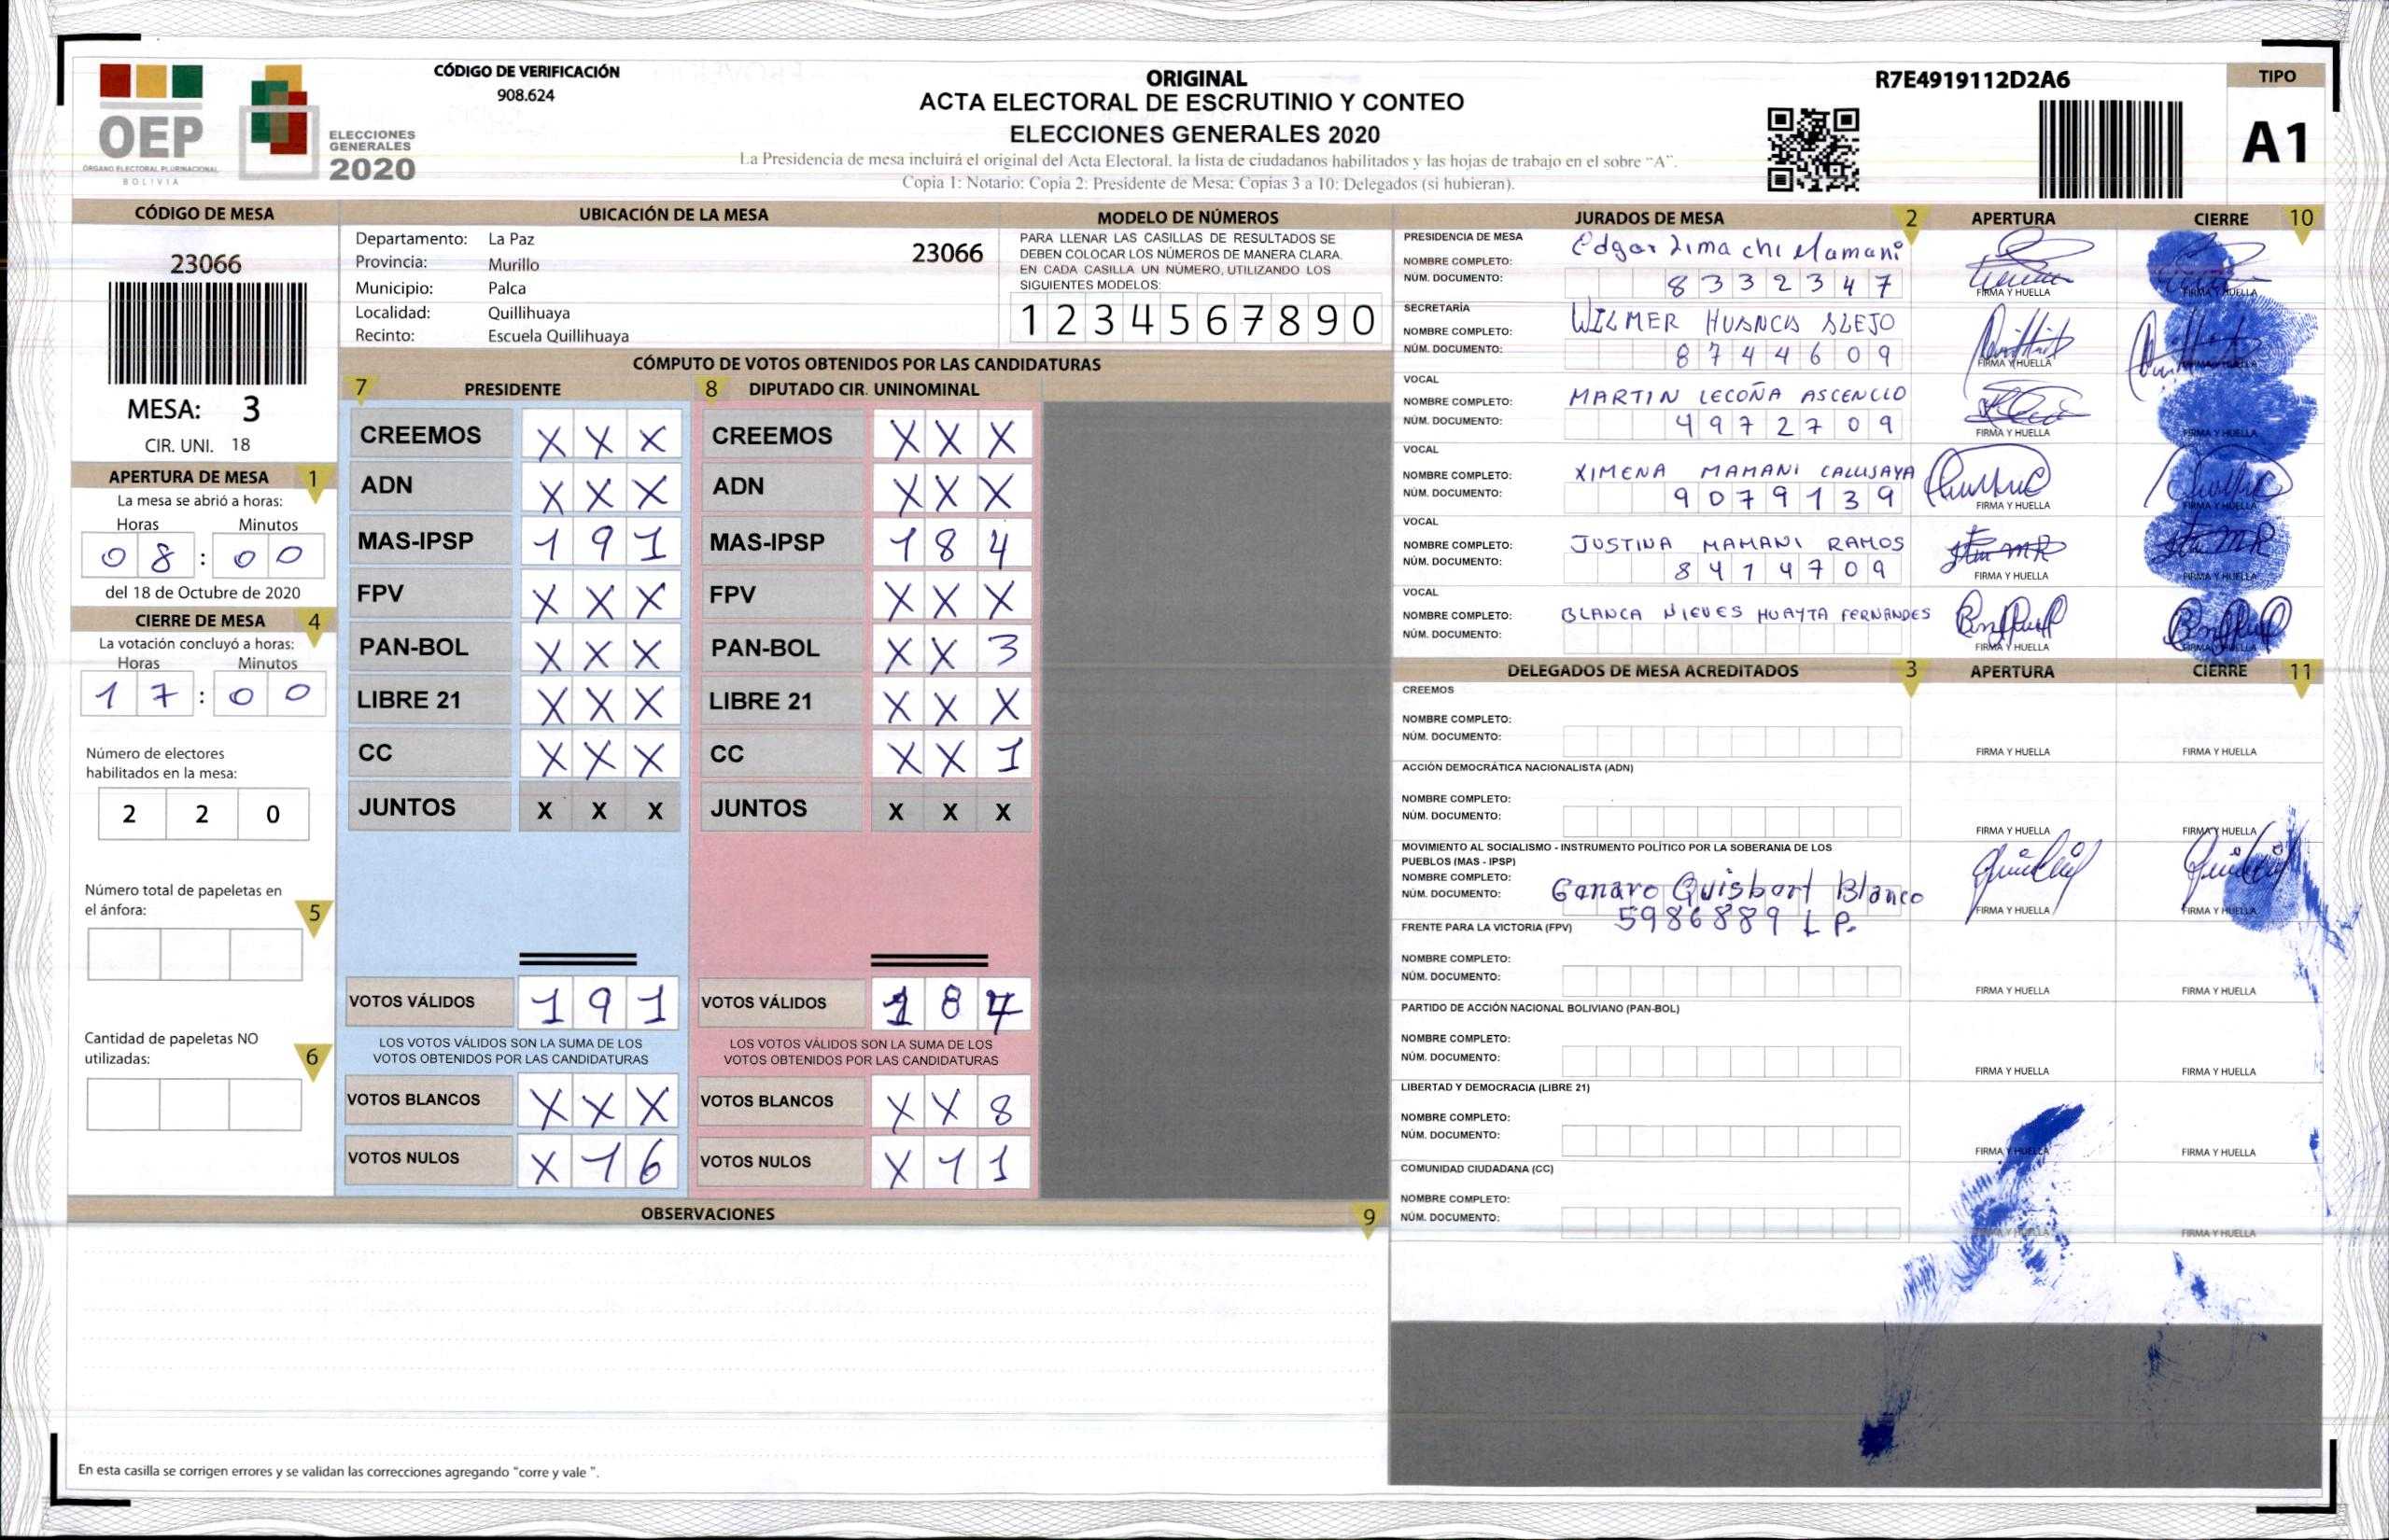 CÓDIGO DE VERIFICACIÓN
908.624
OEP
ÓRGANO ELECTORAL PLURINACIONAL
BOLIVIA
ELECCIONES
GENERALES
2020
ORIGINAL
ACTA ELECTORAL DE ESCRUTINIO Y CONTEO
ELECCIONES GENERALES 2020
La Presidencia de mesa incluirá el original del Acta Electoral, la lista de ciudadanos habilitados y las hojas de trabajo en el sobre "A".
Copia 1: Notario: Copia 2: Presidente de Mesa: Copias 3 a 10: Delegados (si hubieran).
R7E4919112D2A6
TIPO
A1
CÓDIGO DE MESA
23066
MESA: 3
CIR. UNI. 18
APERTURA DE MESA 1
La mesa se abrió a horas:
Horas Minutos
0 8 : 0 0
del 18 de Octubre de 2020
CIERRE DE MESA 4
La votación concluyó a horas:
Horas Minutos
1 7 : 0 0
Número de electores
habilitados en la mesa:
2 2 0
Número total de papeletas en
el ánfora: 5
Cantidad de papeletas NO
utilizadas: 6
UBICACIÓN DE LA MESA
Departamento: La Paz 23066
Provincia: Murillo
Municipio: Palca
Localidad: Quillihuaya
Recinto: Escuela Quillihuaya
MODELO DE NÚMEROS
PARA LLENAR LAS CASILLAS DE RESULTADOS SE
DEBEN COLOCAR LOS NÚMEROS DE MANERA CLARA.
EN CADA CASILLA UN NÚMERO, UTILIZANDO LOS
SIGUIENTES MODELOS:
1 2 3 4 5 6 7 8 9 0
CÓMPUTO DE VOTOS OBTENIDOS POR LAS CANDIDATURAS
7 PRESIDENTE
CREEMOS X X X
ADN X X X
MAS-IPSP 1 9 1
FPV X X X
PAN-BOL X X X
LIBRE 21 X X X
CC X X X
JUNTOS X X X
VOTOS VÁLIDOS 1 9 1
LOS VOTOS VÁLIDOS SON LA SUMA DE LOS
VOTOS OBTENIDOS POR LAS CANDIDATURAS
VOTOS BLANCOS X X X
VOTOS NULOS X 1 6
8 DIPUTADO CIR. UNINOMINAL
CREEMOS X X X
ADN X X X
MAS-IPSP 1 8 4
FPV X X X
PAN-BOL X X 3
LIBRE 21 X X X
CC X X 1
JUNTOS X X X
VOTOS VÁLIDOS 1 8
LOS VOTOS VÁLIDOS SON LA SUMA DE LOS
VOTOS OBTENIDOS POR LAS CANDIDATURAS
VOTOS BLANCOS X X 8
VOTOS NULOS X 1 1
OBSERVACIONES 9
En esta casilla se corrigen errores y se validan las correcciones agregando "corre y vale ".
JURADOS DE MESA 2 APERTURA CIERRE 10
PRESIDENCIA DE MESA
NOMBRE COMPLETO: Edgar Limachi Mamani
NÚM. DOCUMENTO: 8 3 3 2 3 4 7
FIRMA Y HUELLA FIRMA Y HUELLA
SECRETARÍA
NOMBRE COMPLETO: WILMER HUANCA ALEJO
NÚM. DOCUMENTO: 8 7 4 4 6 0 9
FIRMA Y HUELLA
VOCAL
NOMBRE COMPLETO: MARTIN LECOÑA ASCENCIO
NÚM. DOCUMENTO: 4 9 7 2 7 0 9
FIRMA Y HUELLA FIRMA Y HUELLA
VOCAL
NOMBRE COMPLETO: XIMENA MAMANI CALLISAYA
NÚM. DOCUMENTO: 9 0 7 9 1 3 9
FIRMA Y HUELLA FIRMA Y HUELLA
VOCAL
NOMBRE COMPLETO: JUSTINA MAMANI RAMOS
NÚM. DOCUMENTO: 8 4 1 4 7 0 9
FIRMA Y HUELLA FIRMA Y HUELLA
VOCAL
NOMBRE COMPLETO: BLANCA NIEVES HUAYTA FERNANDES
NÚM. DOCUMENTO:
FIRMA Y HUELLA FIRMA Y HUELLA
DELEGADOS DE MESA ACREDITADOS 3 APERTURA CIERRE 11
CREEMOS
NOMBRE COMPLETO:
NÚM. DOCUMENTO:
FIRMA Y HUELLA FIRMA Y HUELLA
ACCIÓN DEMOCRÁTICA NACIONALISTA (ADN)
NOMBRE COMPLETO:
NÚM. DOCUMENTO:
FIRMA Y HUELLA FIRMA Y HUELLA
MOVIMIENTO AL SOCIALISMO - INSTRUMENTO POLÍTICO POR LA SOBERANIA DE LOS
PUEBLOS (MAS - IPSP)
NOMBRE COMPLETO:
NÚM. DOCUMENTO: Genaro Quisbert Blanco
5986889 L P.
FIRMA Y HUELLA FIRMA Y HUELLA
FRENTE PARA LA VICTORIA (FPV)
NOMBRE COMPLETO:
NÚM. DOCUMENTO:
FIRMA Y HUELLA FIRMA Y HUELLA
PARTIDO DE ACCIÓN NACIONAL BOLIVIANO (PAN-BOL)
NOMBRE COMPLETO:
NÚM. DOCUMENTO:
FIRMA Y HUELLA FIRMA Y HUELLA
LIBERTAD Y DEMOCRACIA (LIBRE 21)
NOMBRE COMPLETO:
NÚM. DOCUMENTO:
FIRMA Y HUELLA FIRMA Y HUELLA
COMUNIDAD CIUDADANA (CC)
NOMBRE COMPLETO:
NÚM. DOCUMENTO:
FIRMA Y HUELLA FIRMA Y HUELLA